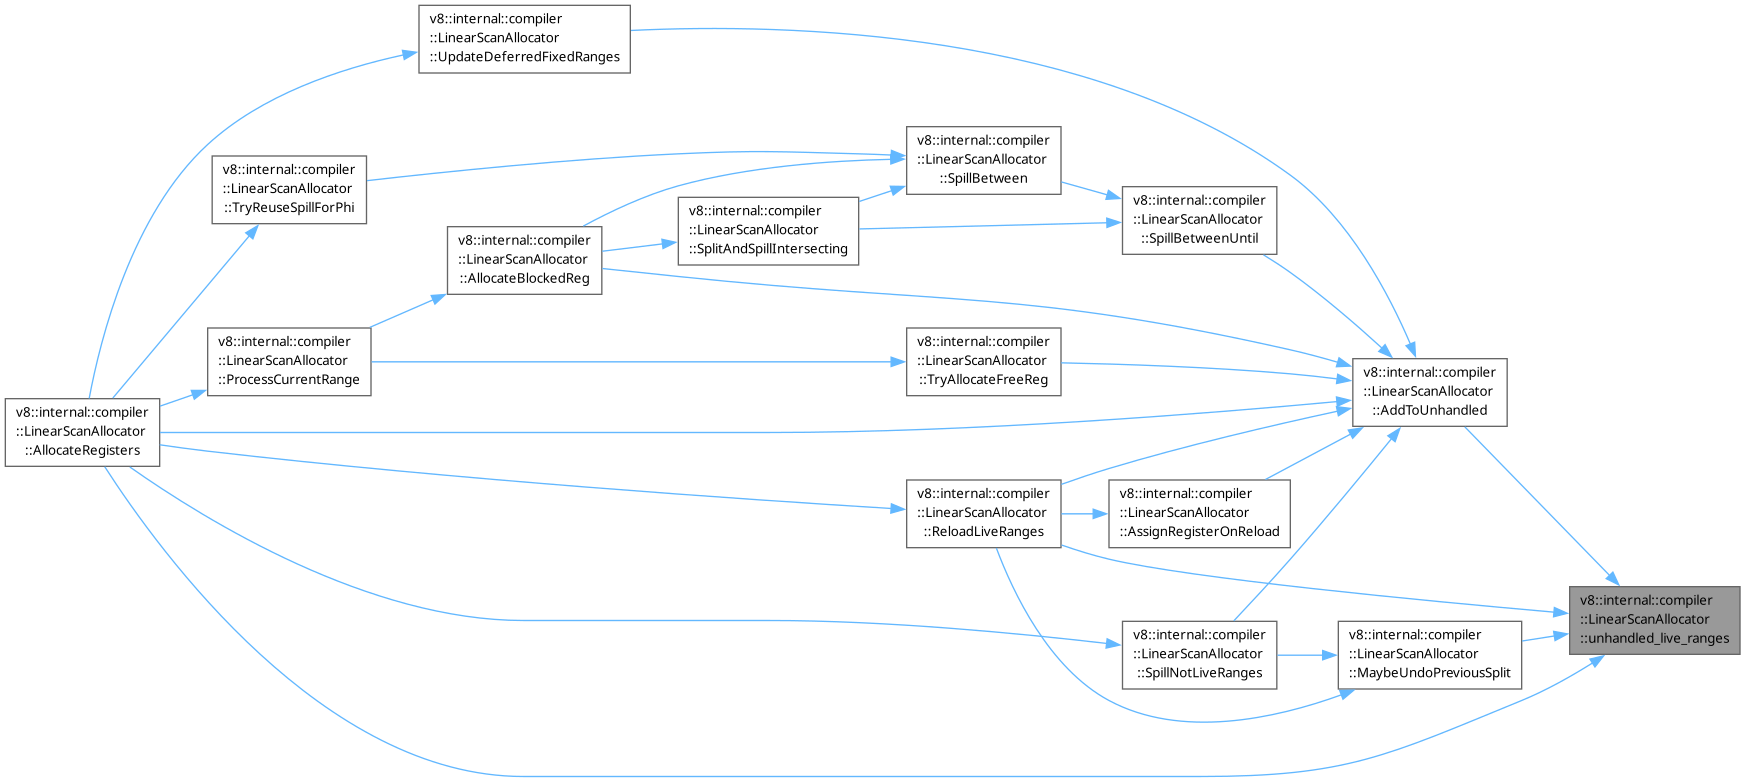 v8::internal::compiler
::LinearScanAllocator
::UpdateDeferredFixedRanges
v8::internal::compiler
::LinearScanAllocator
::SpillBetween
v8::internal::compiler
::LinearScanAllocator
::TryReuseSpillForPhi
v8::internal::compiler
::LinearScanAllocator
::SpillBetweenUntil
v8::internal::compiler
::LinearScanAllocator
::SplitAndSpillIntersecting
v8::internal::compiler
::LinearScanAllocator
::AllocateBlockedReg
v8::internal::compiler
::LinearScanAllocator
::ProcessCurrentRange
v8::internal::compiler
::LinearScanAllocator
::TryAllocateFreeReg
v8::internal::compiler
::LinearScanAllocator
::AddToUnhandled
v8::internal::compiler
::LinearScanAllocator
::AllocateRegisters
v8::internal::compiler
::LinearScanAllocator
::ReloadLiveRanges
v8::internal::compiler
::LinearScanAllocator
::AssignRegisterOnReload
v8::internal::compiler
::LinearScanAllocator
::unhandled_live_ranges
v8::internal::compiler
::LinearScanAllocator
::SpillNotLiveRanges
v8::internal::compiler
::LinearScanAllocator
::MaybeUndoPreviousSplit